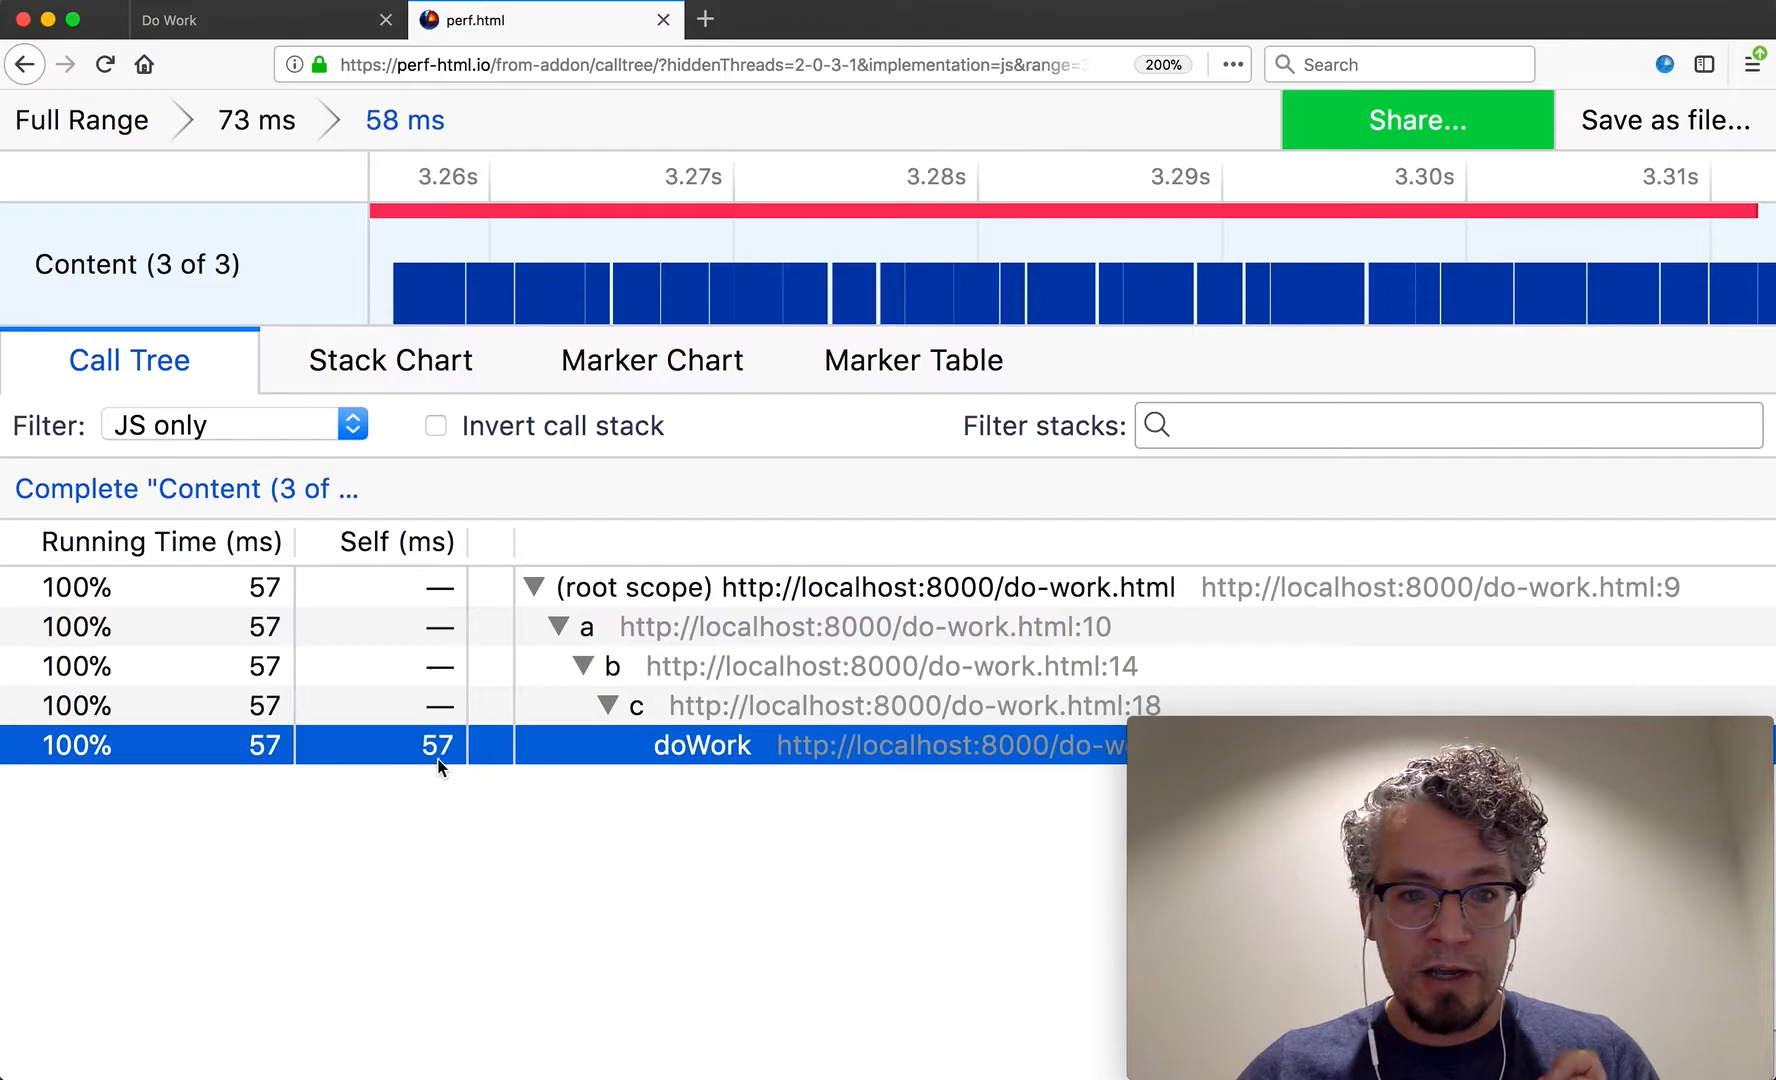 Do Work
perf.html
https://perf-html.io/from-addon/calltree/?hiddenThreads=2-0-3-1&implementation=js&range=
200%
Search
Full Range
73 ms
58 ms
Share...
Save as file...
3.26s
3.27s
3.28s
3.29s
3.30s
3.31s
Content (3 of 3)
Call Tree
Stack Chart
Marker Chart
Marker Table
Filter:
JS only
Invert call stack
Filter stacks:
Complete "Content (3 of ...
Running Time (ms)
Self (ms)
100% 57 — (root scope) http://localhost:8000/do-work.html http://localhost:8000/do-work.html:9
100% 57 — a http://localhost:8000/do-work.html:10
100% 57 — b http://localhost:8000/do-work.html:14
100% 57 — c http://localhost:8000/do-work.html:18
100% 57 57 doWork http://localhost:8000/do-w